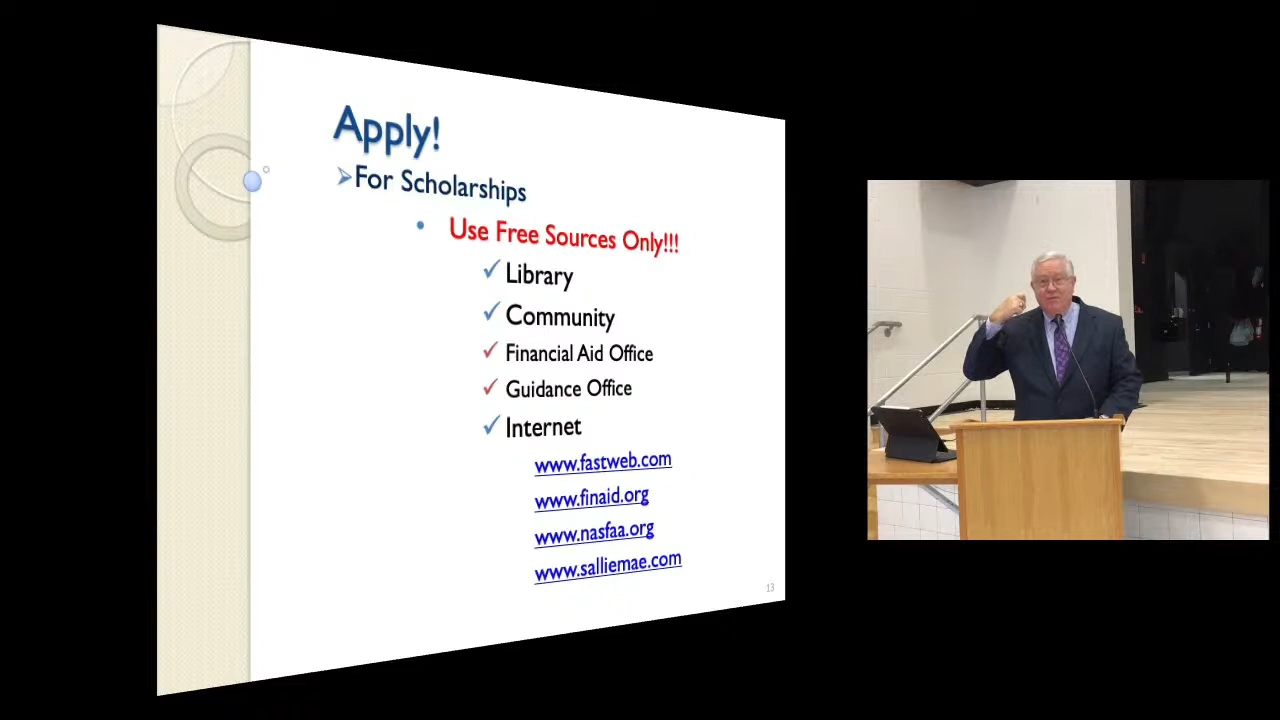 Apply!
➢For Scholarships
• Use Free Sources Only!!!
✓ Library
✓ Community
✓ Financial Aid Office
✓ Guidance Office
✓ Internet
www.fastweb.com
www.finaid.org
www.nasfaa.org
www.salliemae.com
13